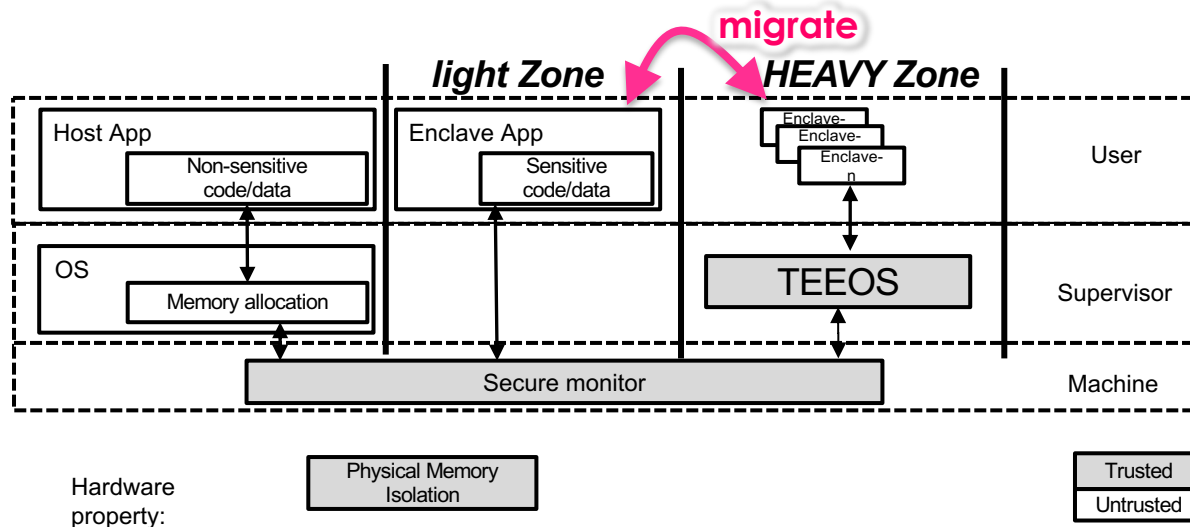 migrate
light Zone
HEAVY Zone
Host App
Non-sensitive
code/data
Enclave App
Sensitive
code/data
Enclave-
Enclave-
Enclave-
n
User
OS
Memory allocation
TEEOS
Supervisor
Secure monitor
Machine
Hardware
property:
Physical Memory
Isolation
Trusted
Untrusted